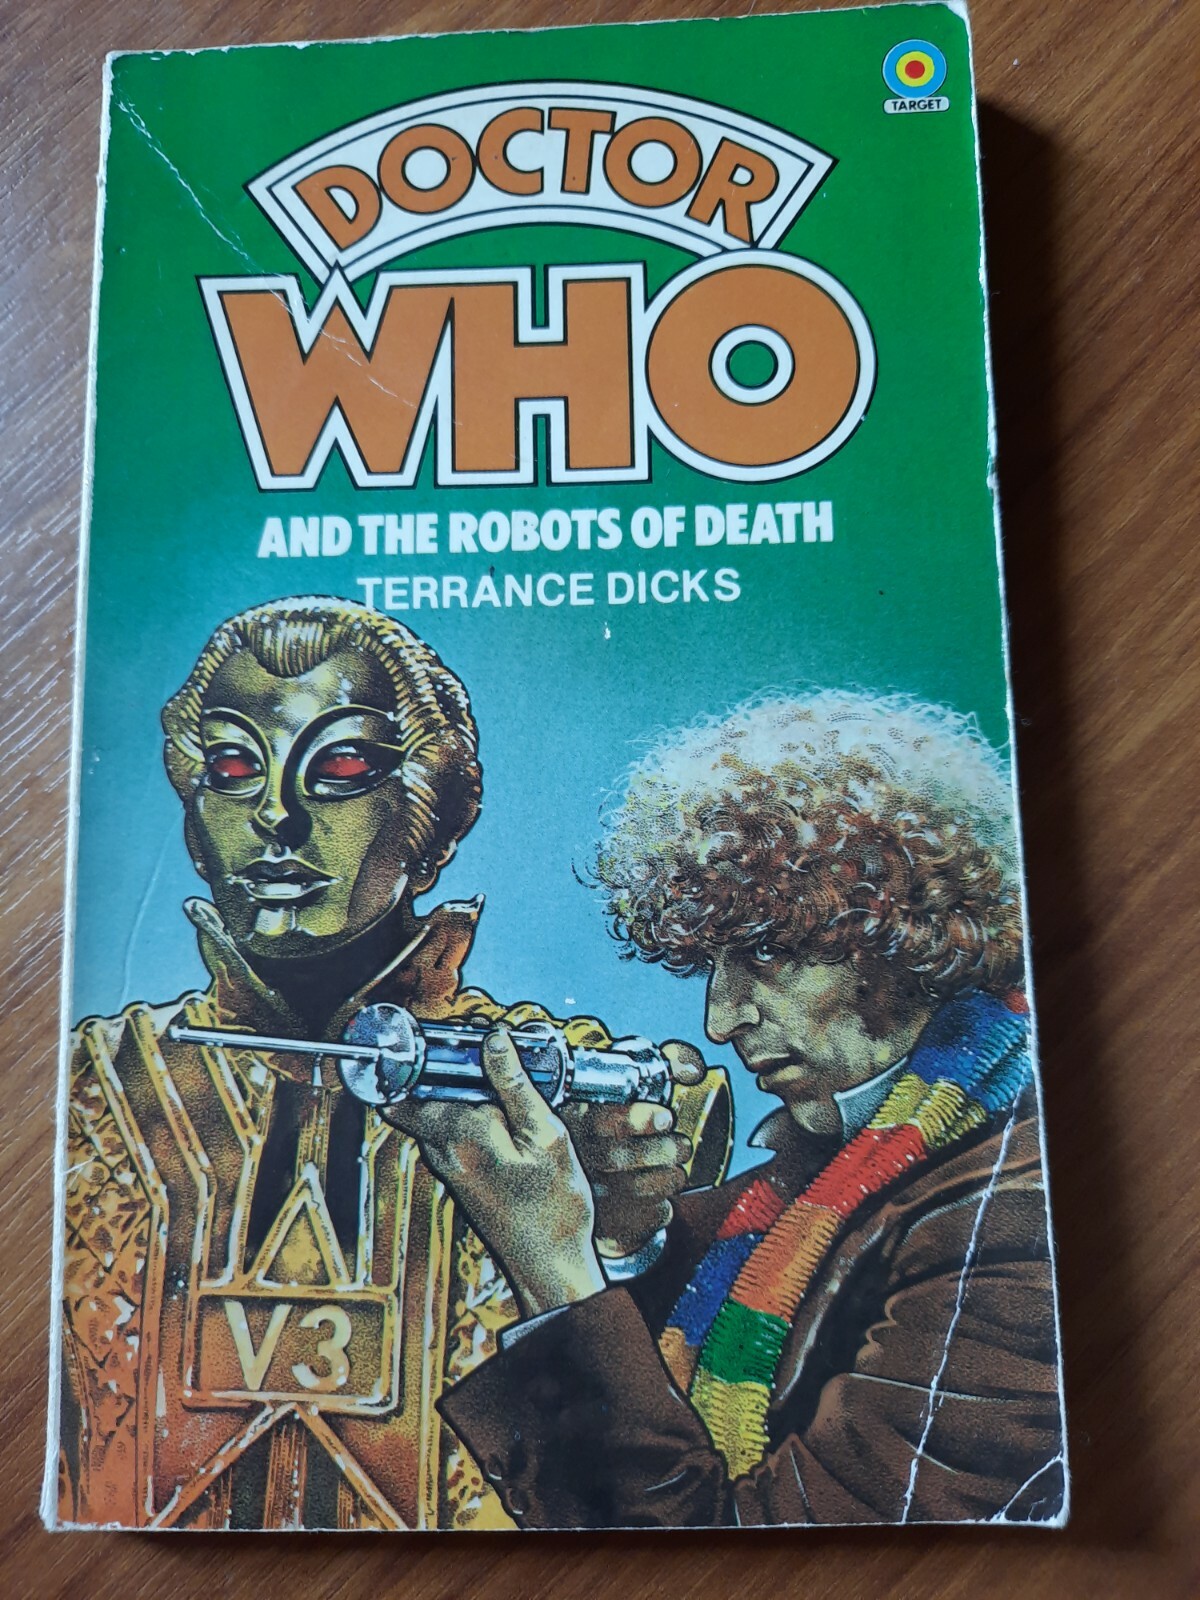 TARGET
DOCTOR
WHO
AND THE ROBOTS OF DEATH
TERRANCE DICKS
V3